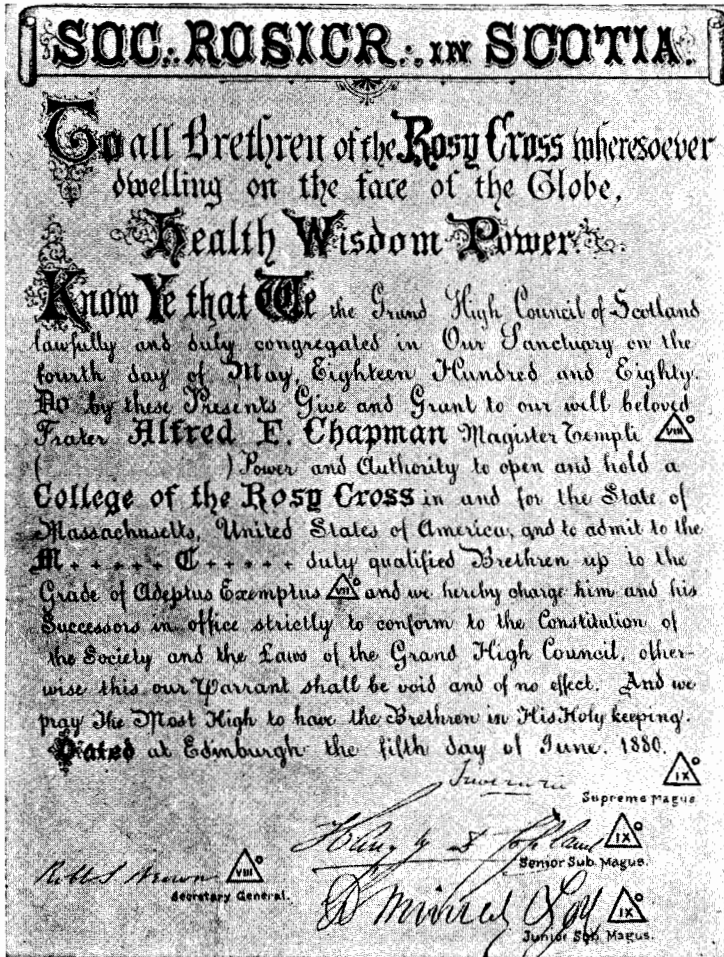 SOC∴ ROSICR∴ IN SCOTIA.
To all Brethren of the Rosy Cross wheresoever
dwelling on the face of the Globe,
Health Wisdom Power.
Know Ye that We the Grand High Council of Scotland
lawfully and duly congregated in Our Sanctuary on the
fourth day of May, Eighteen Hundred and Eighty.
Do by these Presents Give and Grant to our well beloved
Frater Alfred F. Chapman Magister Templi VIII°
( ) Power and Authority to open and hold a
College of the Rosy Cross in and for the State of
Massachusetts, United States of America, and to admit to the
M. + + + + + C + + + + + duly qualified Brethren up to the
Grade of Adeptus Exemptus VII° and we hereby charge him and his
Successors in office strictly to conform to the Constitution of
the Society and the Laws of the Grand High Council, other-
wise this our Warrant shall be void and of no effect. And we
pray The Most High to have the Brethren in His Holy keeping.
Dated at Edinburgh the fifth day of June. 1880.
IX°
Supreme Magus
IX°
Senior Sub. Magus.
Robt S Brown VIII°
Secretary General.
IX°
Junior Sub. Magus.